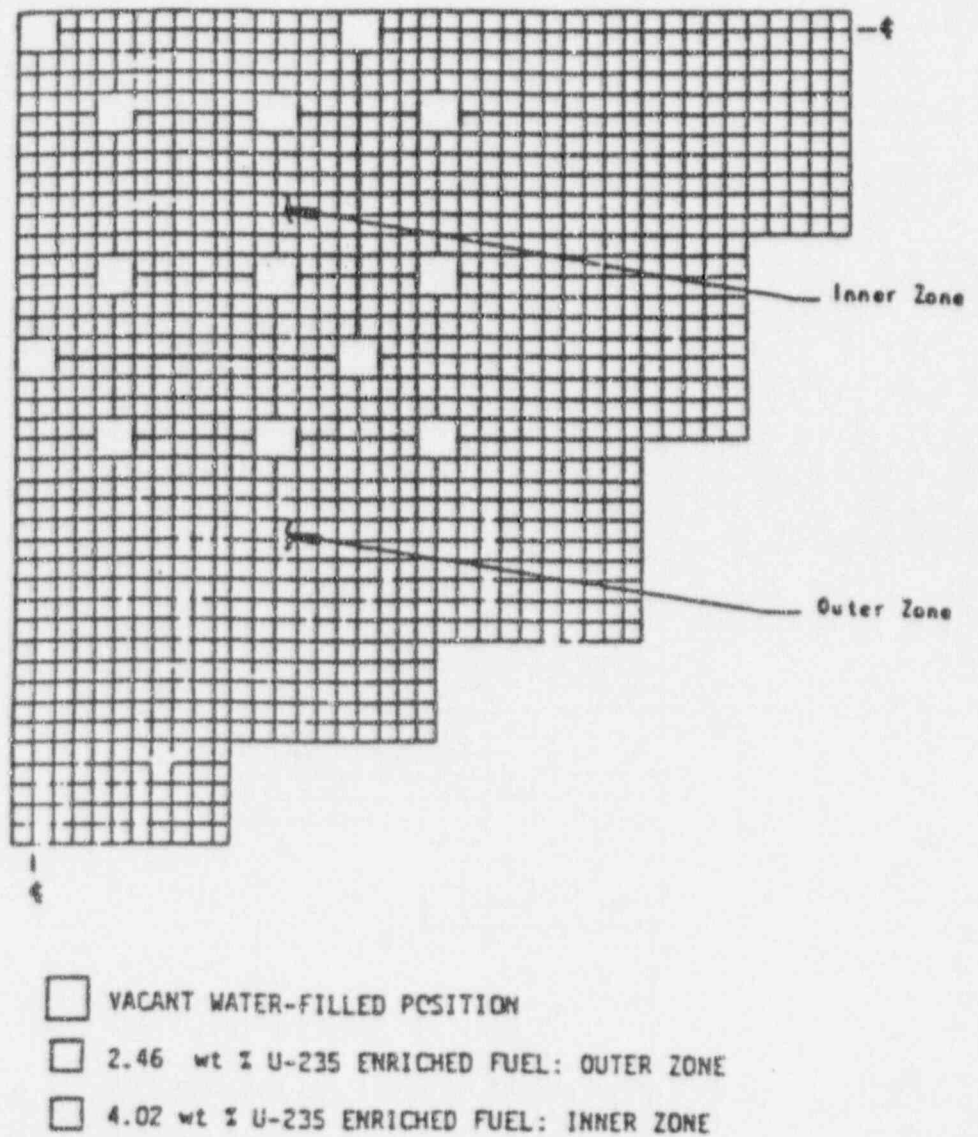 Inner Zone
Outer Zone
VACANT WATER-FILLED POSITION
2.46 wt % U-235 ENRICHED FUEL: OUTER ZONE
4.02 wt % U-235 ENRICHED FUEL: INNER ZONE